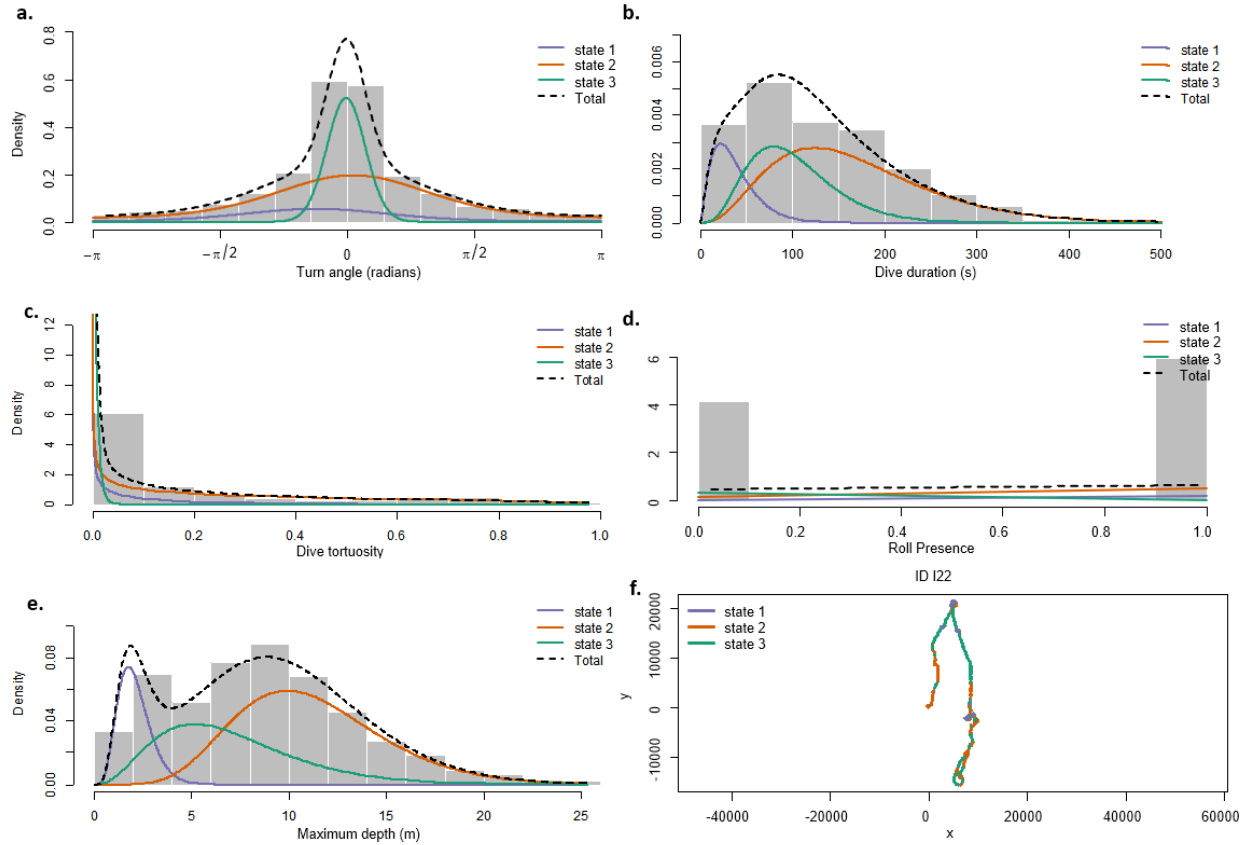 a.
0.8
0.6
0.4
0.2
0.0
Density
state 1
state 2
state 3
Total
−π
−π/2
0
π/2
π
Turn angle (radians)
b.
0.006
0.004
0.002
0.000
state 1
state 2
state 3
Total
0
100
200
300
400
500
Dive duration (s)
c.
12
10
8
6
4
2
0
Density
state 1
state 2
state 3
Total
0.0
0.2
0.4
0.6
0.8
1.0
Dive tortuosity
d.
6
4
2
0
state 1
state 2
state 3
Total
0.0
0.2
0.4
0.6
0.8
1.0
Roll Presence
e.
0.08
0.04
0.00
Density
state 1
state 2
state 3
Total
0
5
10
15
20
25
Maximum depth (m)
ID I22
f.
20000
10000
0
-10000
y
state 1
state 2
state 3
-40000
-20000
0
20000
40000
60000
x